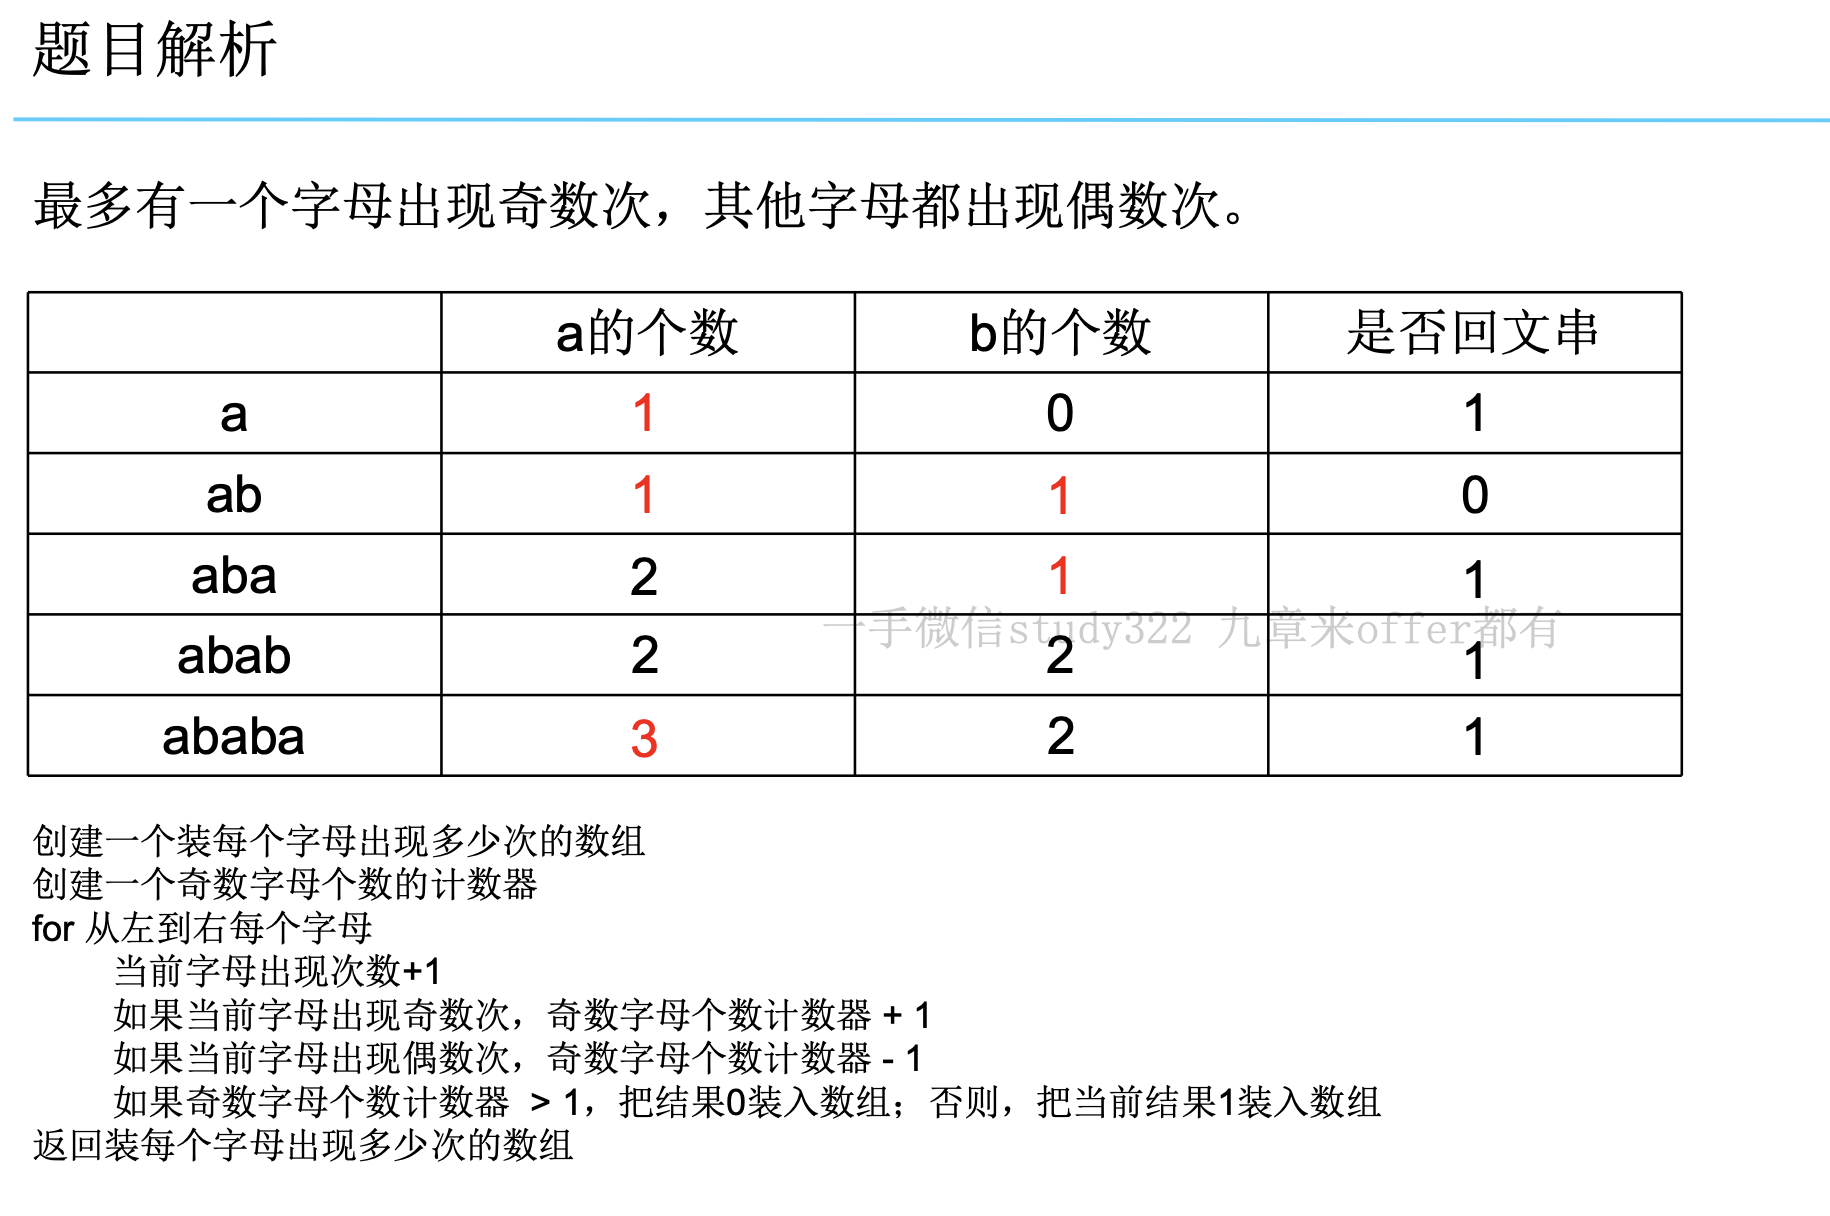 题目解析
最多有一个字母出现奇数次，其他字母都出现偶数次。
a的个数 b的个数 是否回文串
a 1 0 1
ab 1 1 0
aba 2 1 1
一手微信study322 九章来offer都有
abab 2 2 1
ababa 3 2 1
创建一个装每个字母出现多少次的数组
创建一个奇数字母个数的计数器
for 从左到右每个字母
当前字母出现次数+1
如果当前字母出现奇数次，奇数字母个数计数器 + 1
如果当前字母出现偶数次，奇数字母个数计数器 - 1
如果奇数字母个数计数器 > 1，把结果0装入数组；否则，把当前结果1装入数组
返回装每个字母出现多少次的数组